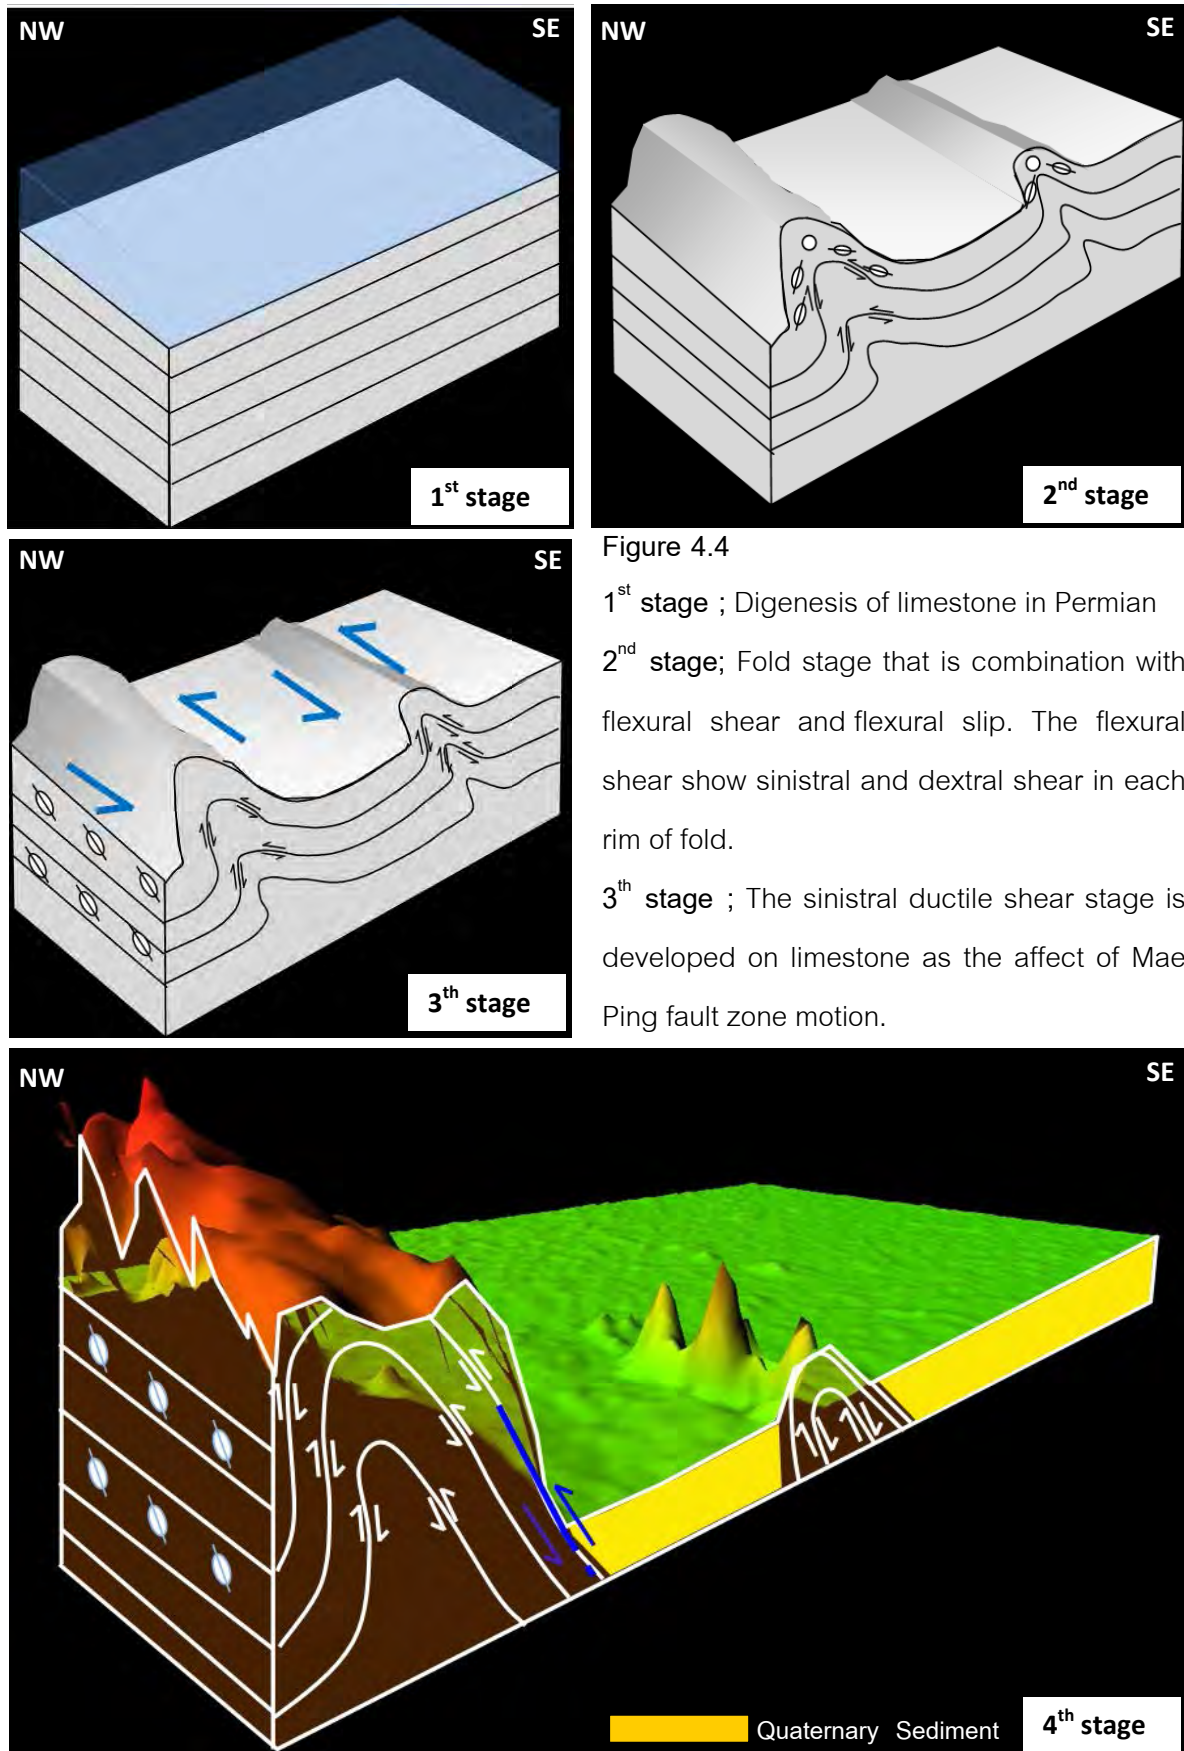 NW SE
1st stage
NW SE
2nd stage
NW SE
3th stage
Figure 4.4
1st stage ; Digenesis of limestone in Permian
2nd stage; Fold stage that is combination with
flexural shear and flexural slip. The flexural
shear show sinistral and dextral shear in each
rim of fold.
3th stage ; The sinistral ductile shear stage is
developed on limestone as the affect of Mae
Ping fault zone motion.
NW SE
Quaternary Sediment
4th stage